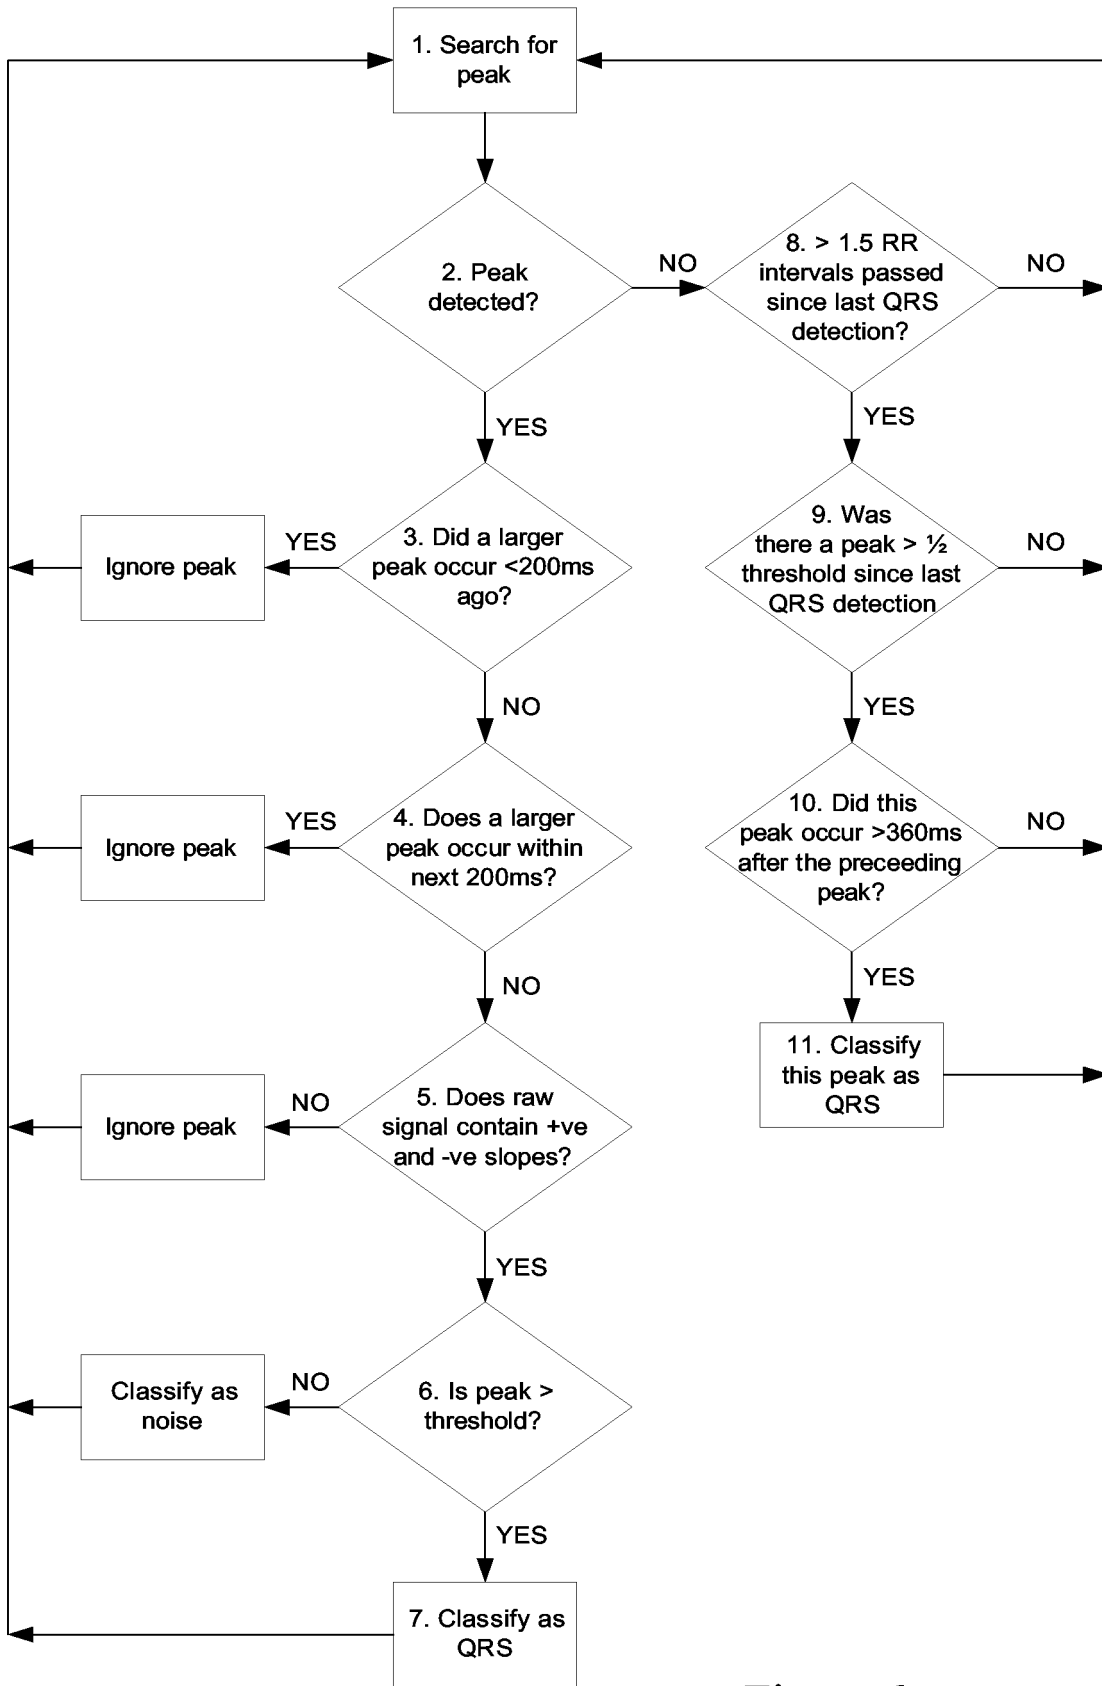 1. Search for
peak
2. Peak
detected?
NO
8. > 1.5 RR
intervals passed
since last QRS
detection?
NO
YES
YES
3. Did a larger
peak occur <200ms
ago?
YES
Ignore peak
9. Was
there a peak > ½
threshold since last
QRS detection
NO
NO
YES
4. Does a larger
peak occur within
next 200ms?
YES
Ignore peak
10. Did this
peak occur >360ms
after the preceeding
peak?
NO
NO
YES
5. Does raw
signal contain +ve
and -ve slopes?
NO
Ignore peak
11. Classify
this peak as
QRS
YES
6. Is peak >
threshold?
NO
Classify as
noise
YES
7. Classify as
QRS